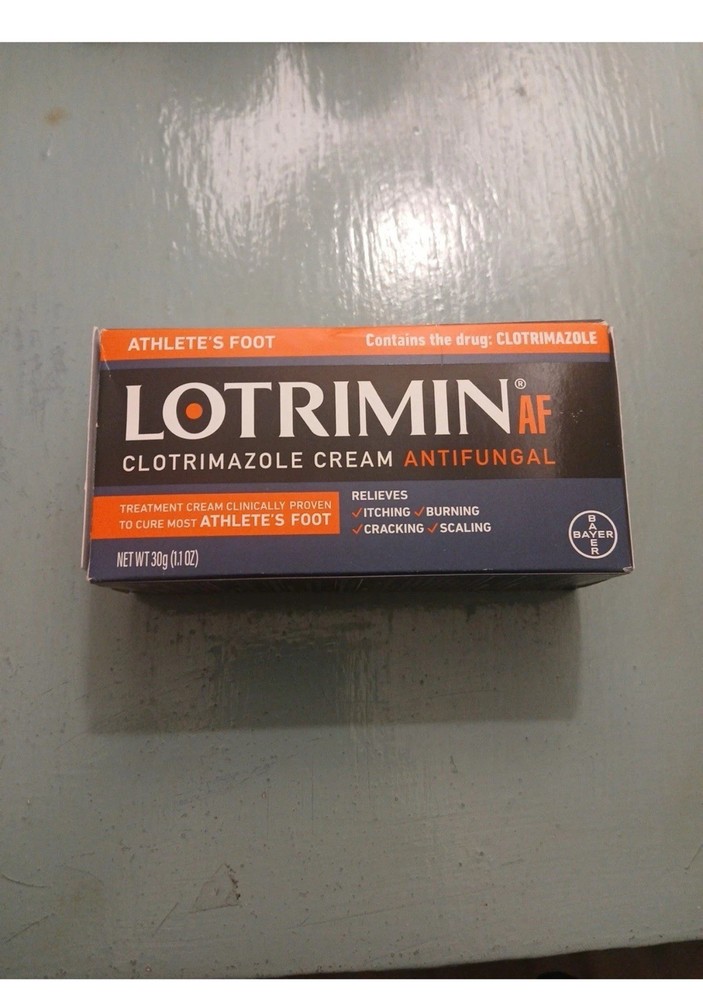 ATHLETE'S FOOT
Contains the drug: CLOTRIMAZOLE
LOTRIMIN® AF
CLOTRIMAZOLE CREAM ANTIFUNGAL
TREATMENT CREAM CLINICALLY PROVEN
TO CURE MOST ATHLETE'S FOOT
RELIEVES
✓ITCHING ✓BURNING
✓CRACKING ✓SCALING
NET WT 30g (1.1 OZ)
BAYER
BAYER